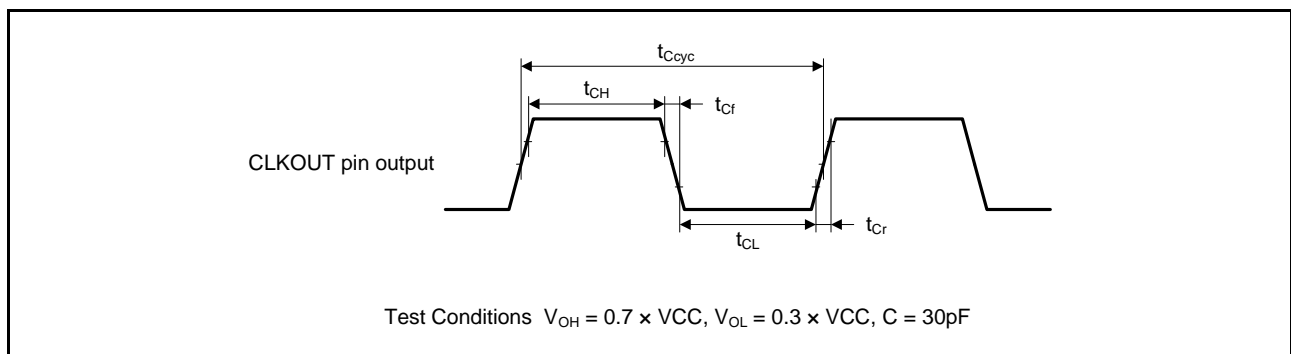 tCcyc
tCH
tCf
CLKOUT pin output
tCL
tCr
Test Conditions VOH = 0.7 × VCC, VOL = 0.3 × VCC, C = 30pF